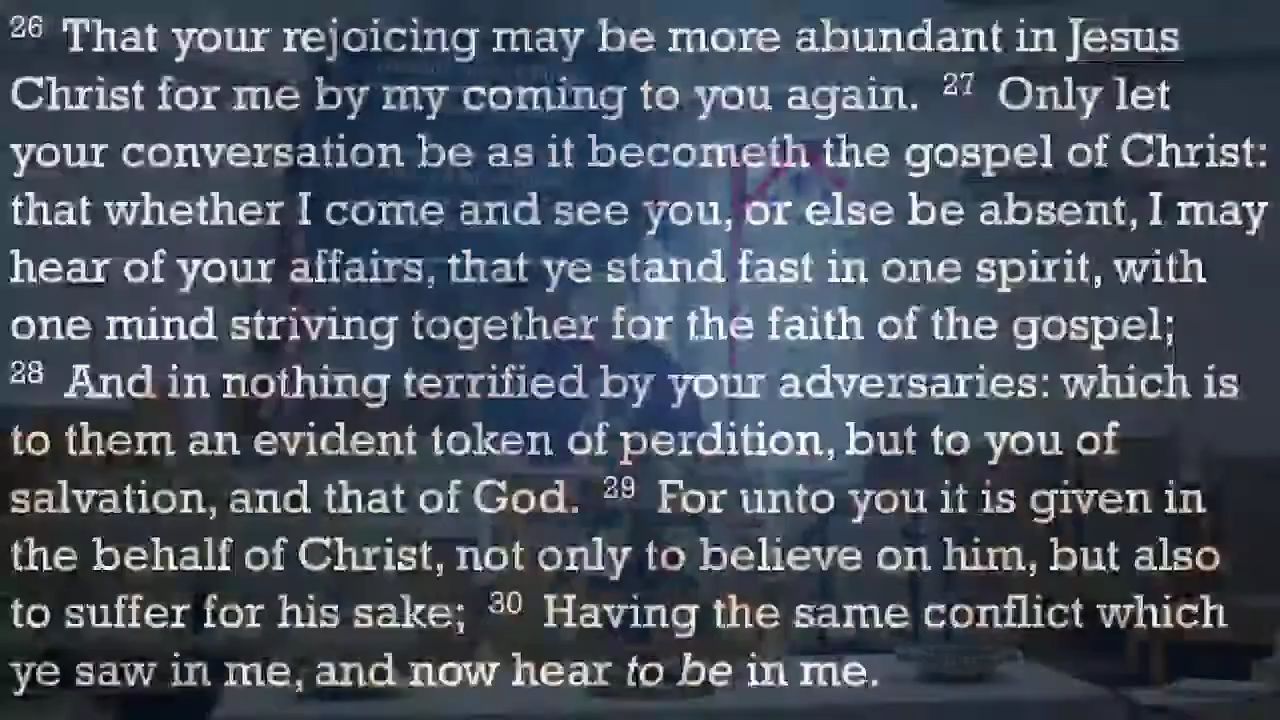 26 That your rejoicing may be more abundant in Jesus
Christ for me by my coming to you again. 27 Only let
your conversation be as it becometh the gospel of Christ:
that whether I come and see you, or else be absent, I may
hear of your affairs, that ye stand fast in one spirit, with
one mind striving together for the faith of the gospel;
28 And in nothing terrified by your adversaries: which is
to them an evident token of perdition, but to you of
salvation, and that of God. 29 For unto you it is given in
the behalf of Christ, not only to believe on him, but also
to suffer for his sake; 30 Having the same conflict which
ye saw in me, and now hear to be in me.